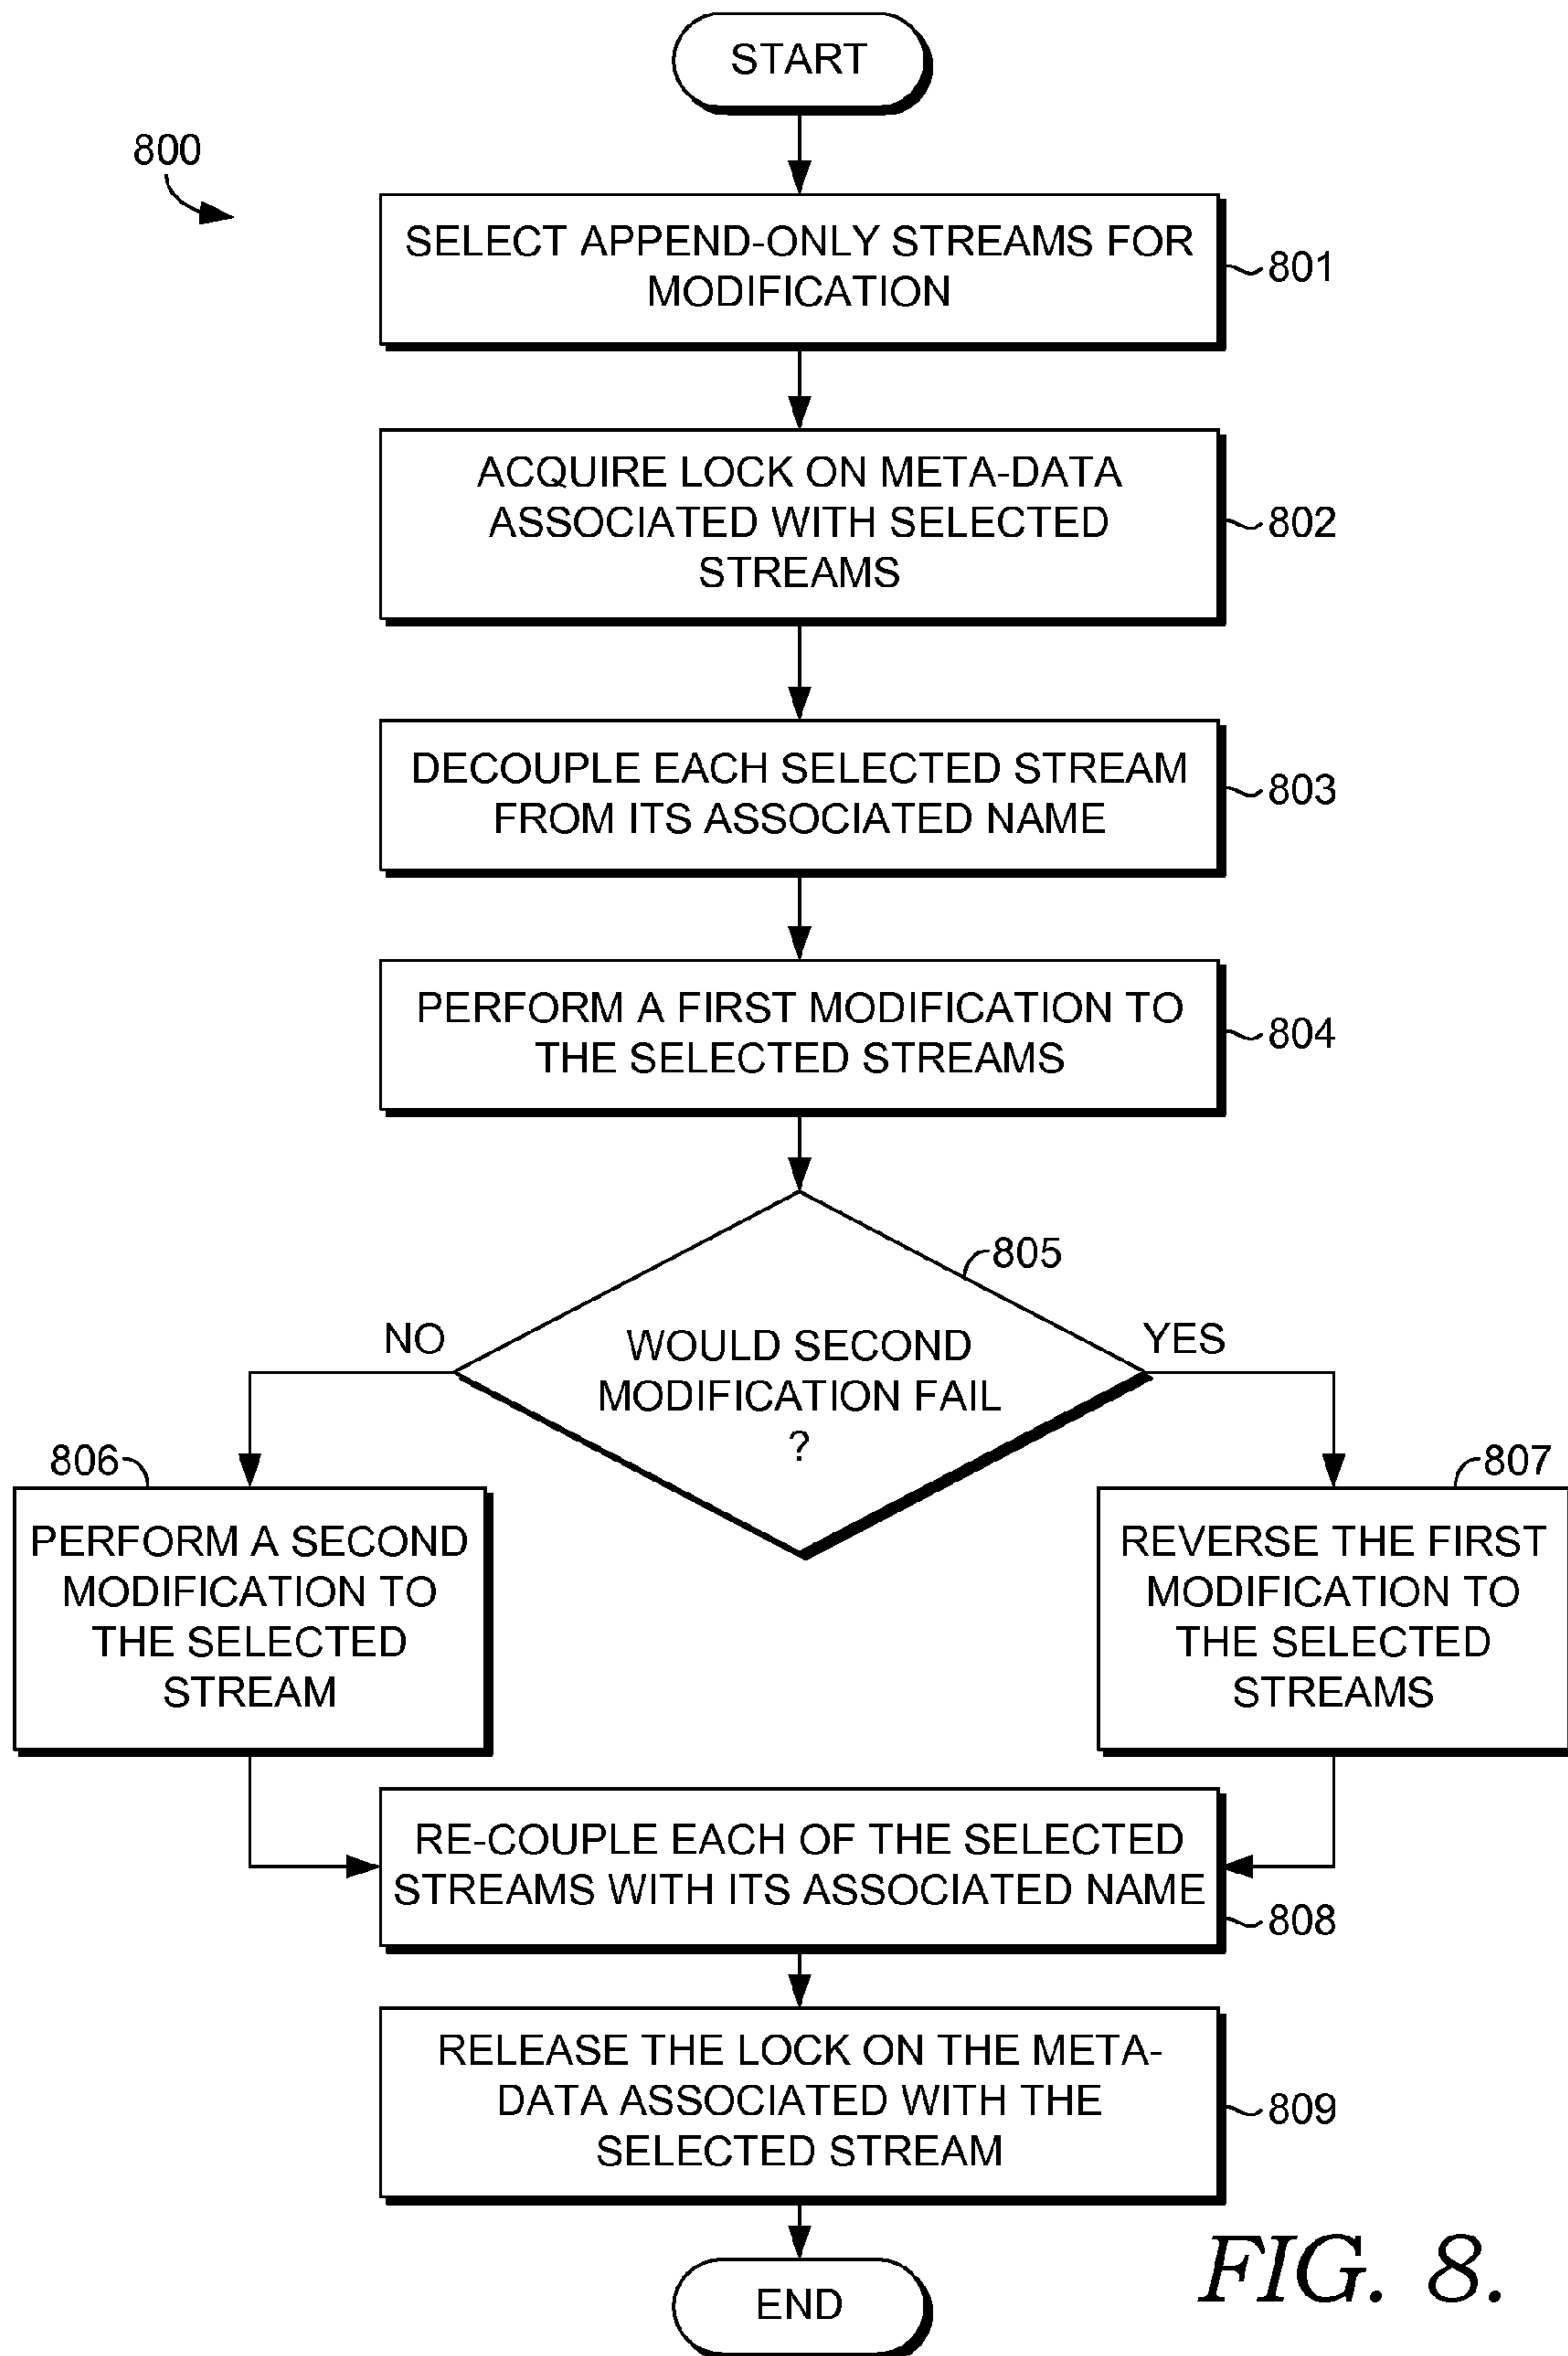 START
800
SELECT APPEND-ONLY STREAMS FOR
MODIFICATION
801
ACQUIRE LOCK ON META-DATA
ASSOCIATED WITH SELECTED
STREAMS
802
DECOUPLE EACH SELECTED STREAM
FROM ITS ASSOCIATED NAME
803
PERFORM A FIRST MODIFICATION TO
THE SELECTED STREAMS
804
805
WOULD SECOND
MODIFICATION FAIL
?
NO
YES
806
PERFORM A SECOND
MODIFICATION TO
THE SELECTED
STREAM
807
REVERSE THE FIRST
MODIFICATION TO
THE SELECTED
STREAMS
RE-COUPLE EACH OF THE SELECTED
STREAMS WITH ITS ASSOCIATED NAME
808
RELEASE THE LOCK ON THE META-
DATA ASSOCIATED WITH THE
SELECTED STREAM
809
END
FIG. 8.